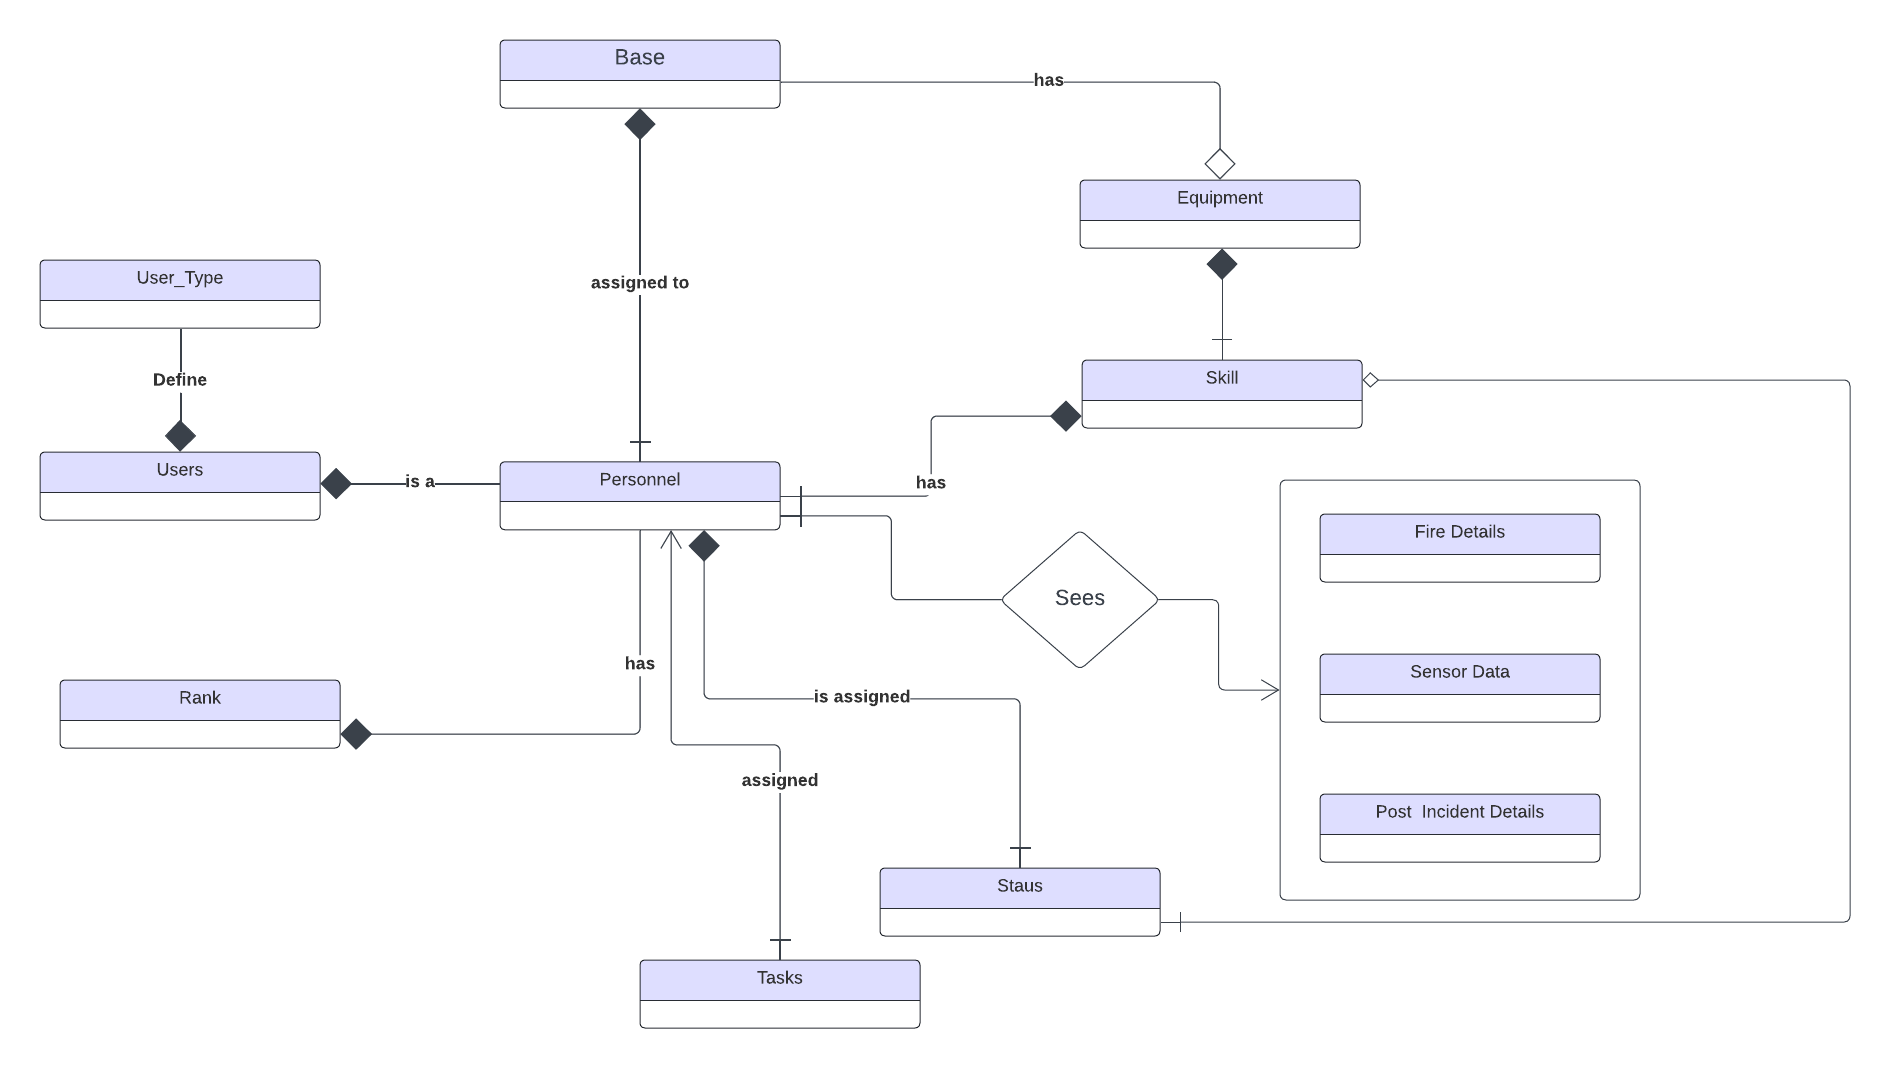 Base
has
Equipment
assigned to
User_Type
Define
Skill
Users
is a
Personnel
has
Fire Details
Sees
has
Sensor Data
Rank
is assigned
assigned
Post  Incident Details
Staus
Tasks